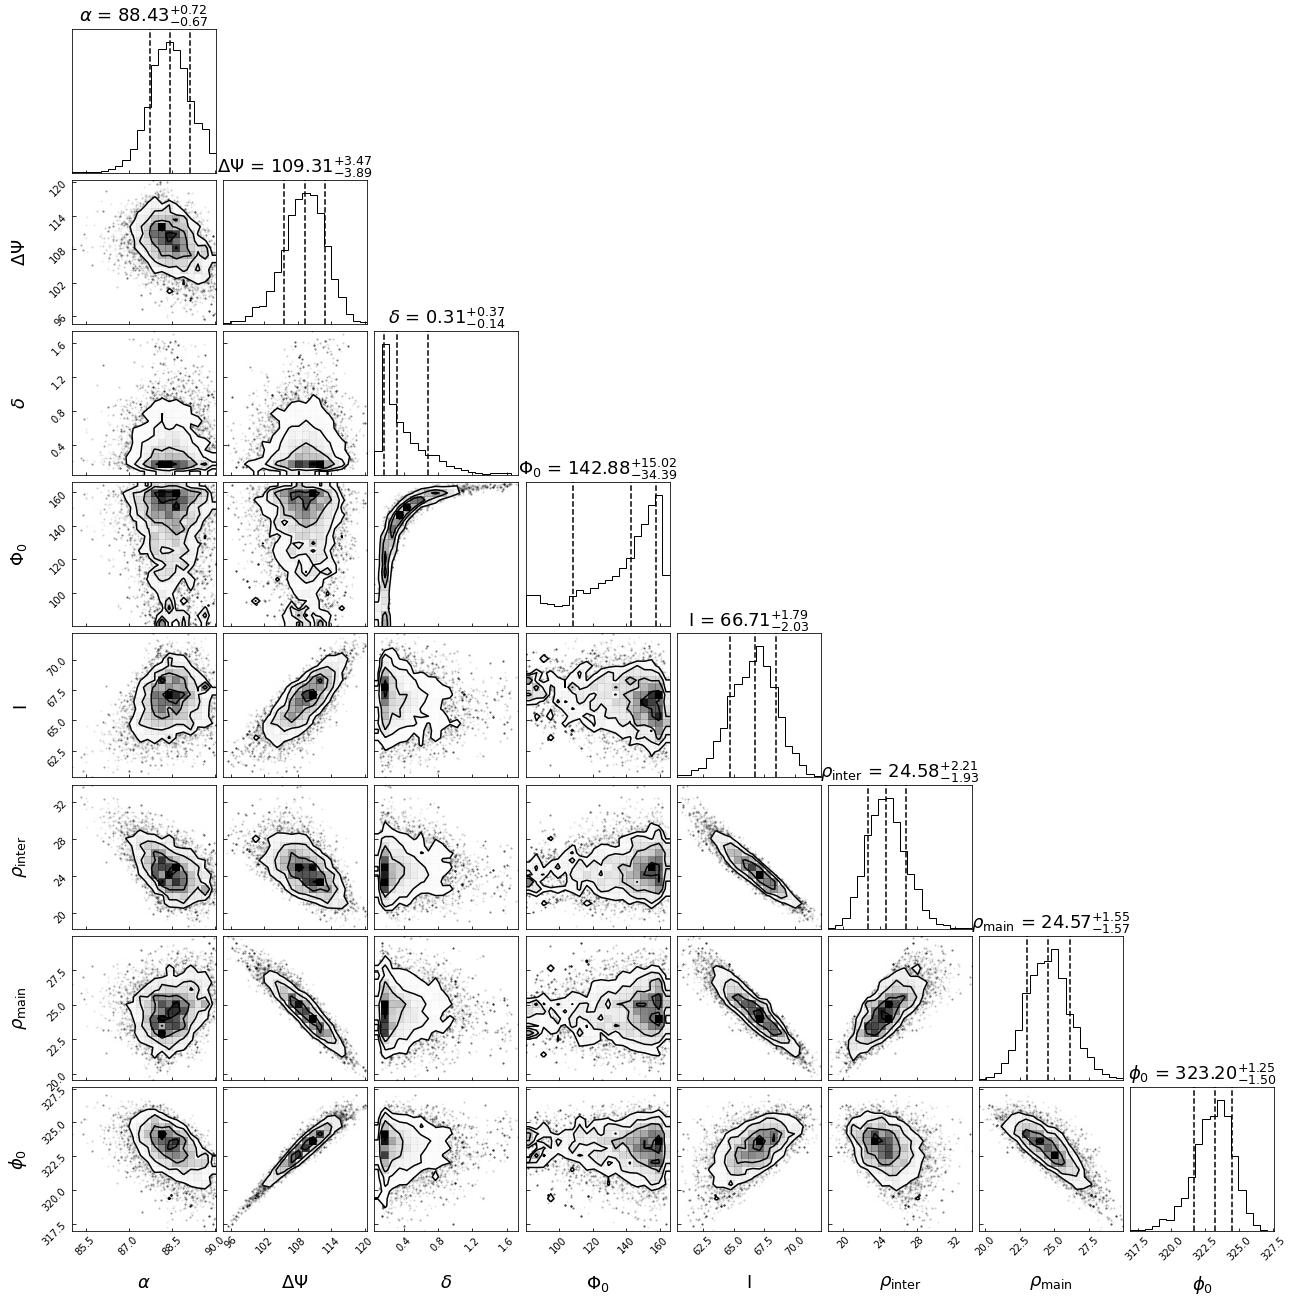 α = 88.43+0.72−0.67
ΔΨ = 109.31+3.47−3.89
120
114
108
102
96
ΔΨ
δ = 0.31+0.37−0.14
1.6
1.2
0.8
0.4
δ
Φ0 = 142.88+15.02−34.39
160
140
120
100
Φ0
I = 66.71+1.79−2.03
70.0
67.5
65.0
62.5
I
ρinter = 24.58+2.21−1.93
32
28
24
20
ρinter
ρmain = 24.57+1.55−1.57
27.5
25.0
22.5
20.0
ρmain
ϕ0 = 323.20+1.25−1.50
327.5
325.0
322.5
320.0
317.5
ϕ0
85.5 87.0 88.5 90.0 96 102 108 114 120 0.4 0.8 1.2 1.6 100 120 140 160 62.5 65.0 67.5 70.0 20 24 28 32 20.0 22.5 25.0 27.5 317.5 320.0 322.5 325.0 327.5
α ΔΨ δ Φ0 I ρinter ρmain ϕ0